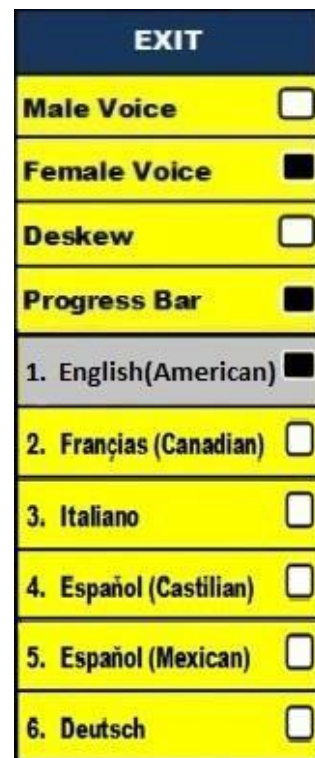 EXIT
Male Voice
Female Voice
Deskew
Progress Bar
1. English(American)
2. Françias (Canadian)
3. Italiano
4. Español (Castilian)
5. Español (Mexican)
6. Deutsch